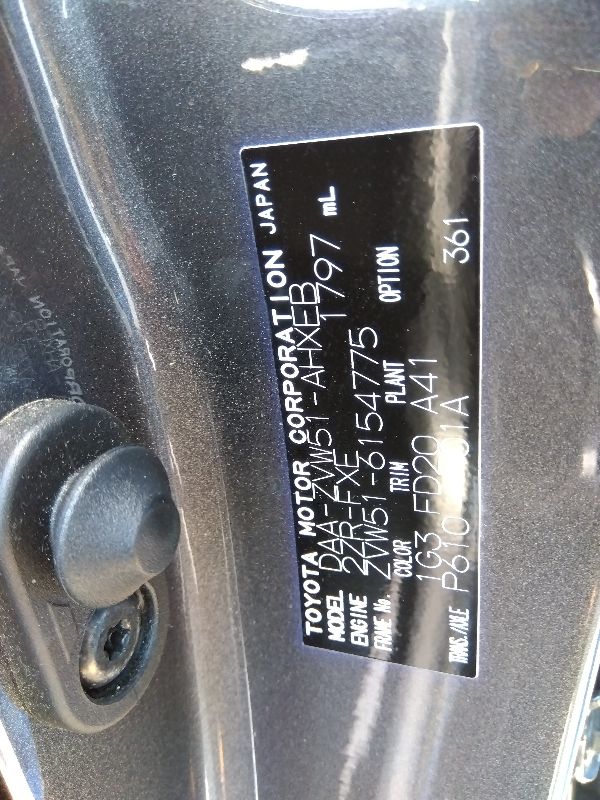 TOYOTA MOTOR CORPORATION JAPAN
MODEL DAA-ZVW51-AHXEB
ENGINE 2ZR-FXE 1797 mL
FRAME No. ZVW51-6154775
COLOR TRIM PLANT OPTION
1G3 FD20 A41 361
TRANS./AXLE P610